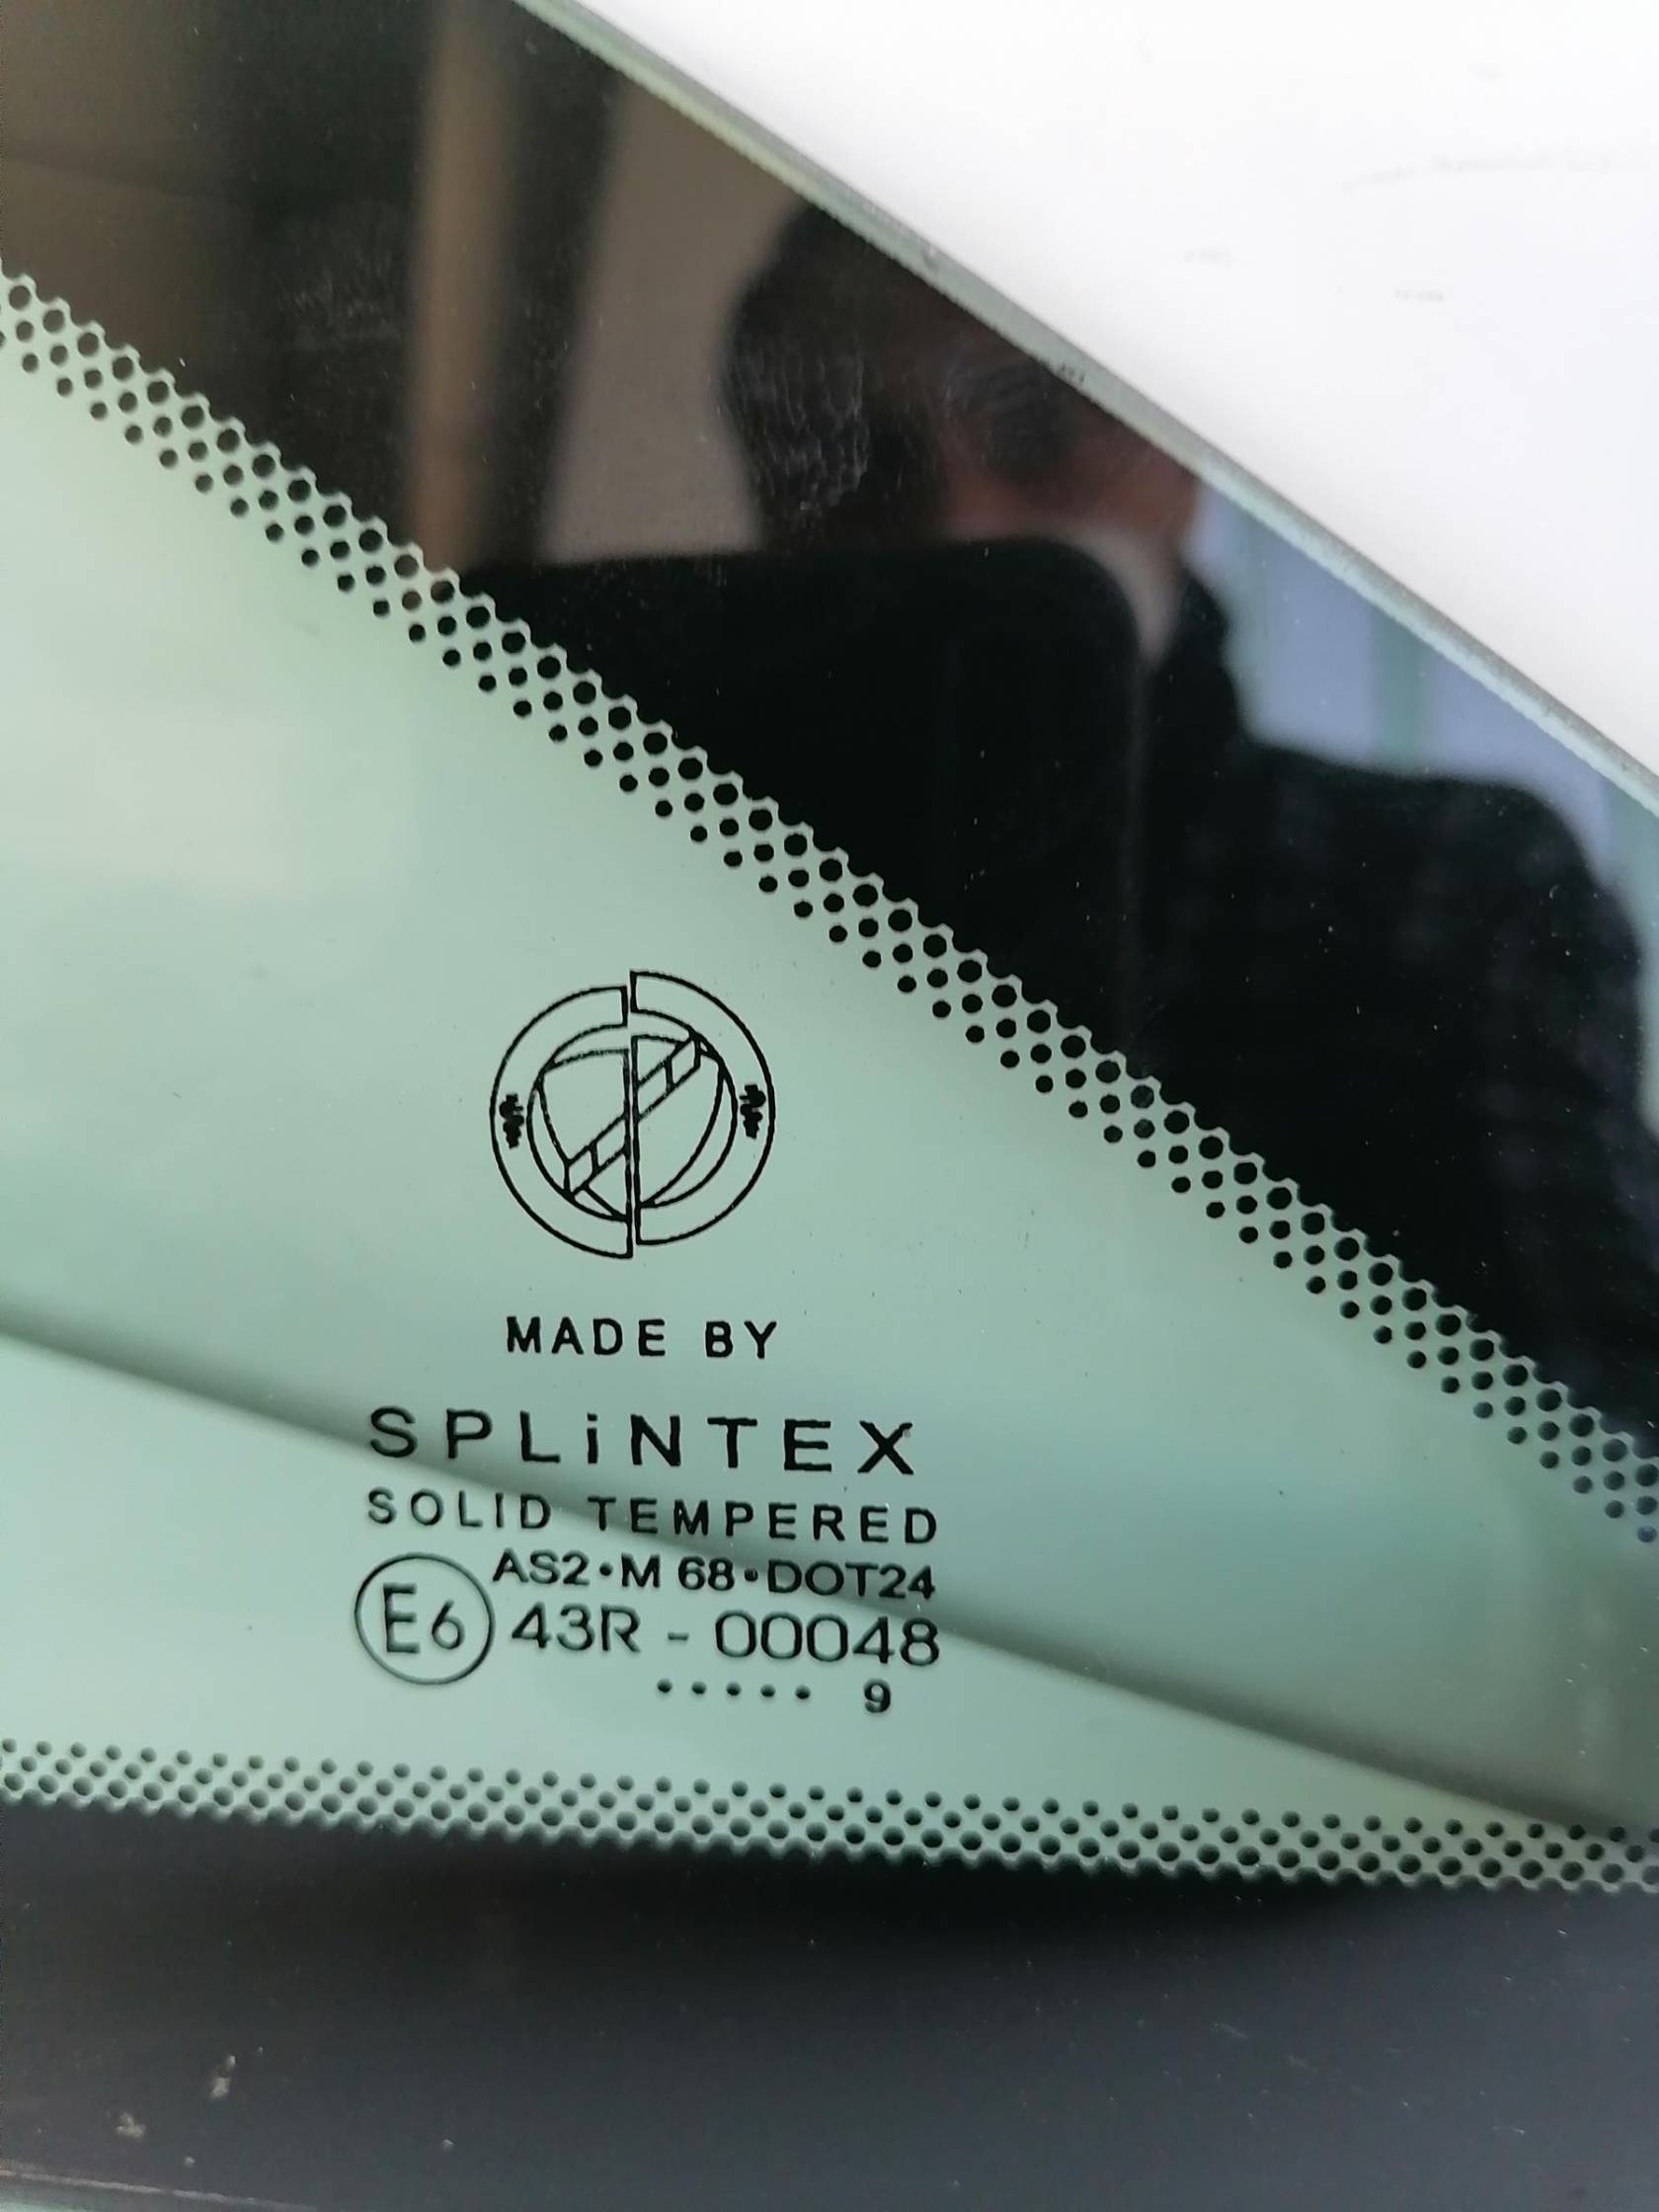 MADE BY
SPLiNTEX
SOLID TEMPERED
AS2•M 68•DOT24
E6 43R - 00048
••••• 9